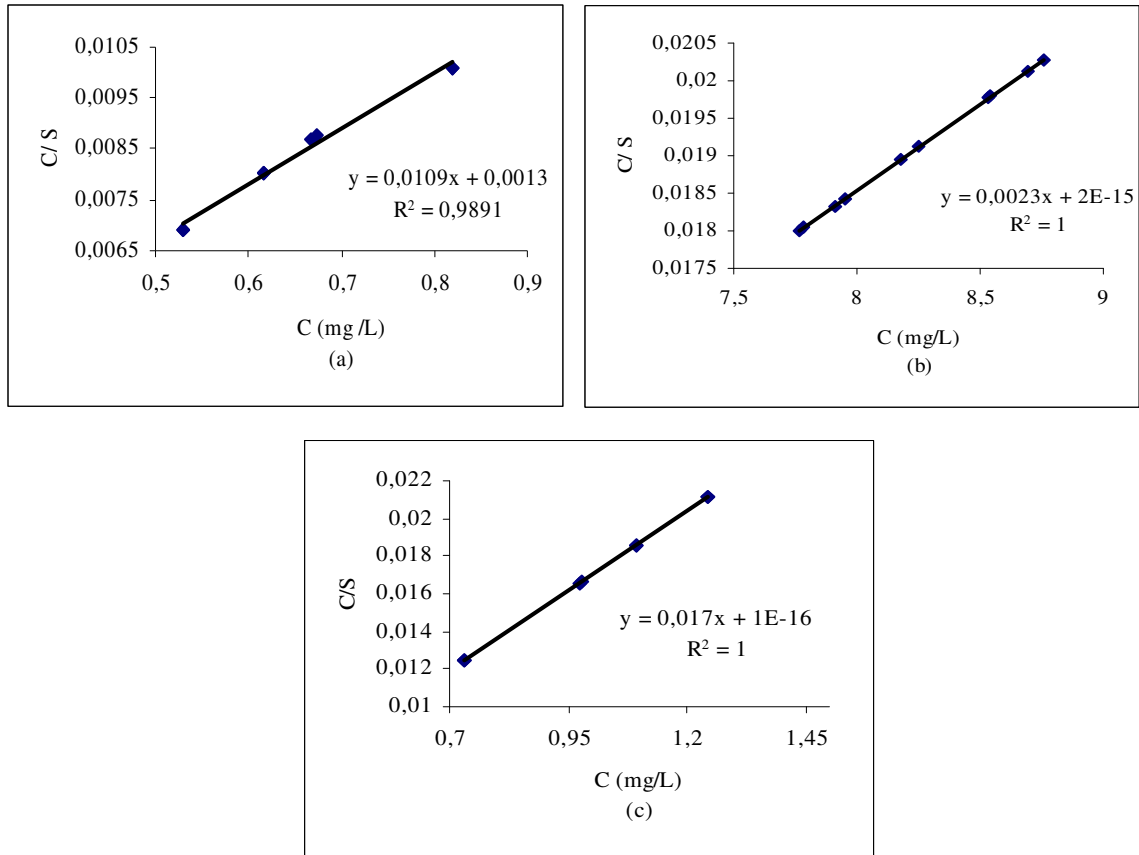 0,0105
0,0095
0,0085
0,0075
0,0065
C/ S
y = 0,0109x + 0,0013
R² = 0,9891
0,5 0,6 0,7 0,8 0,9
C (mg /L)
(a)
0,0205
0,02
0,0195
0,019
0,0185
0,018
0,0175
C/ S
y = 0,0023x + 2E-15
R² = 1
7,5 8 8,5 9
C (mg/L)
(b)
0,022
0,02
0,018
0,016
0,014
0,012
0,01
C/S
y = 0,017x + 1E-16
R² = 1
0,7 0,95 1,2 1,45
C (mg/L)
(c)